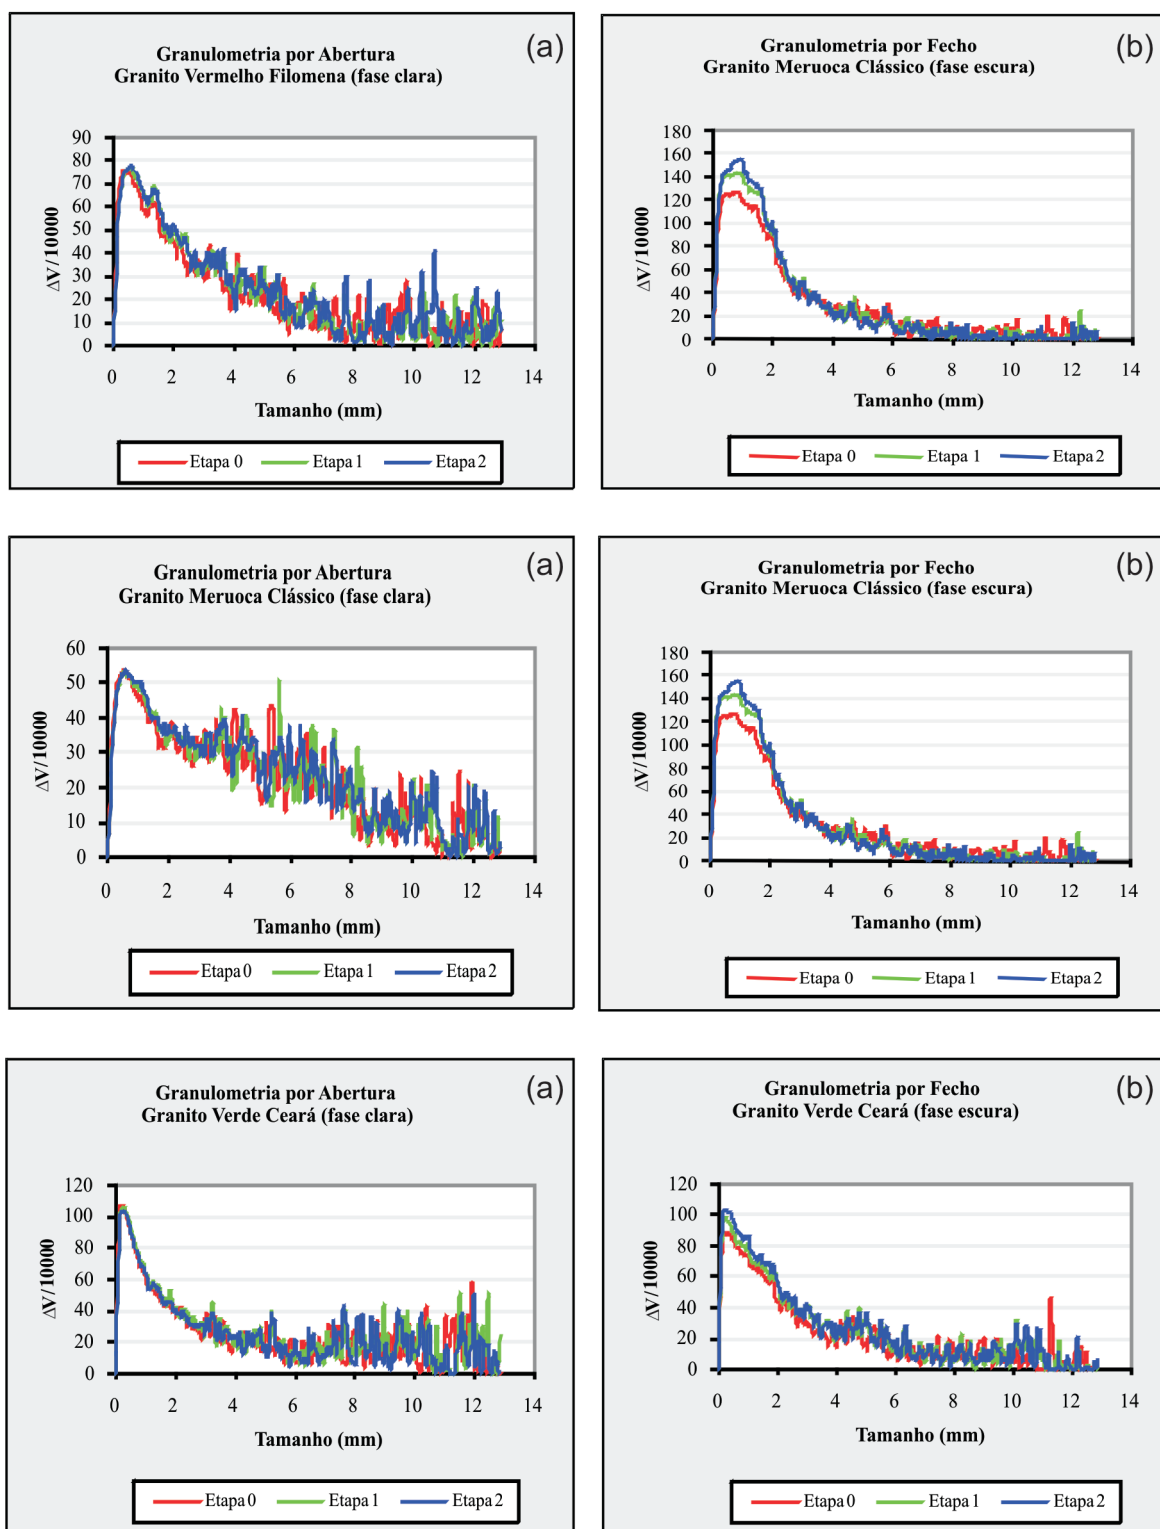 Granulometria por Abertura
Granito Vermelho Filomena (fase clara)
(a)
90
80
70
60
50
40
30
20
10
0
ΔV/10000
0 2 4 6 8 10 12 14
Tamanho (mm)
Etapa 0 Etapa 1 Etapa 2
Granulometria por Fecho
Granito Meruoca Clássico (fase escura)
(b)
180
160
140
120
100
80
60
40
20
0
ΔV/10000
0 2 4 6 8 10 12 14
Tamanho (mm)
Etapa 0 Etapa 1 Etapa 2
Granulometria por Abertura
Granito Meruoca Clássico (fase clara)
(a)
60
50
40
30
20
10
0
ΔV/10000
0 2 4 6 8 10 12 14
Tamanho (mm)
Etapa 0 Etapa 1 Etapa 2
Granulometria por Fecho
Granito Meruoca Clássico (fase escura)
(b)
180
160
140
120
100
80
60
40
20
0
ΔV/10000
0 2 4 6 8 10 12 14
Tamanho (mm)
Etapa 0 Etapa 1 Etapa 2
Granulometria por Abertura
Granito Verde Ceará (fase clara)
(a)
120
100
80
60
40
20
0
ΔV/10000
0 2 4 6 8 10 12 14
Tamanho (mm)
Etapa 0 Etapa 1 Etapa 2
Granulometria por Fecho
Granito Verde Ceará (fase escura)
(b)
120
100
80
60
40
20
0
ΔV/10000
0 2 4 6 8 10 12 14
Tamanho (mm)
Etapa 0 Etapa 1 Etapa 2